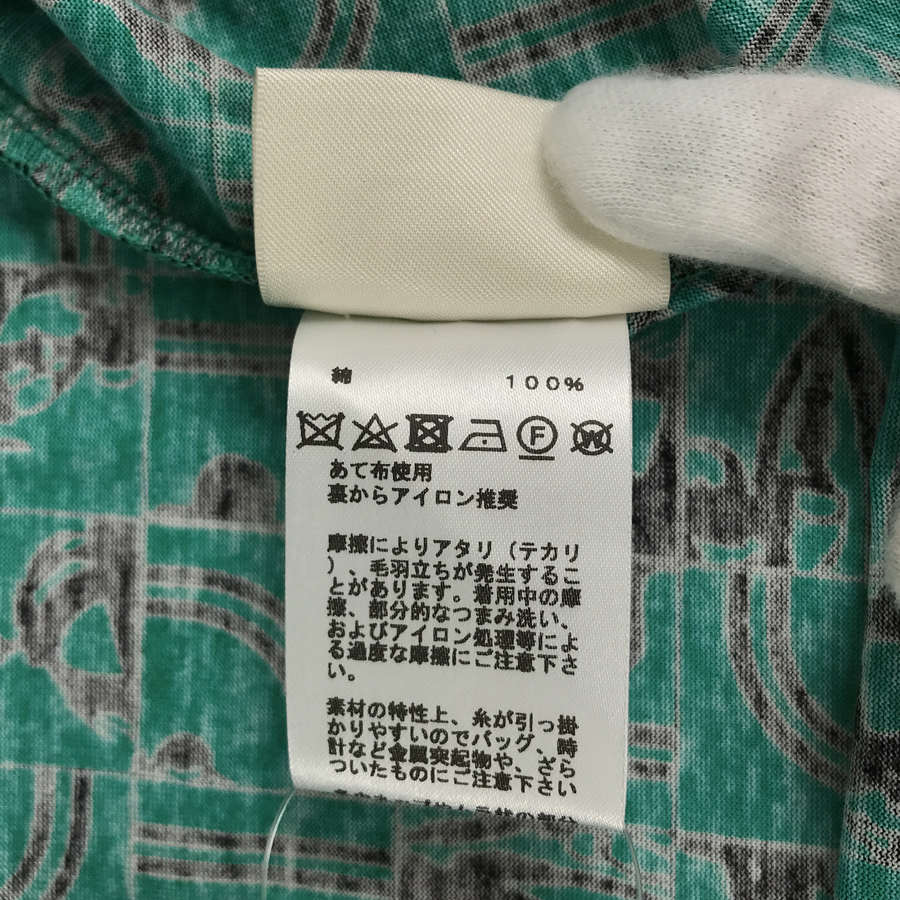 綿 100%
F W
あて布使用
裏からアイロン推奨
摩擦によりアタリ（テカリ
）、毛羽立ちが発生するこ
とがあります。着用中の摩
擦、部分的なつまみ洗い、
およびアイロン処理等によ
る過度な摩擦にご注意下さ
い。
素材の特性上、糸が引っ掛
かりやすいのでバッグ、時
計など金属突起物や、ざら
ついたものにご注意下さい